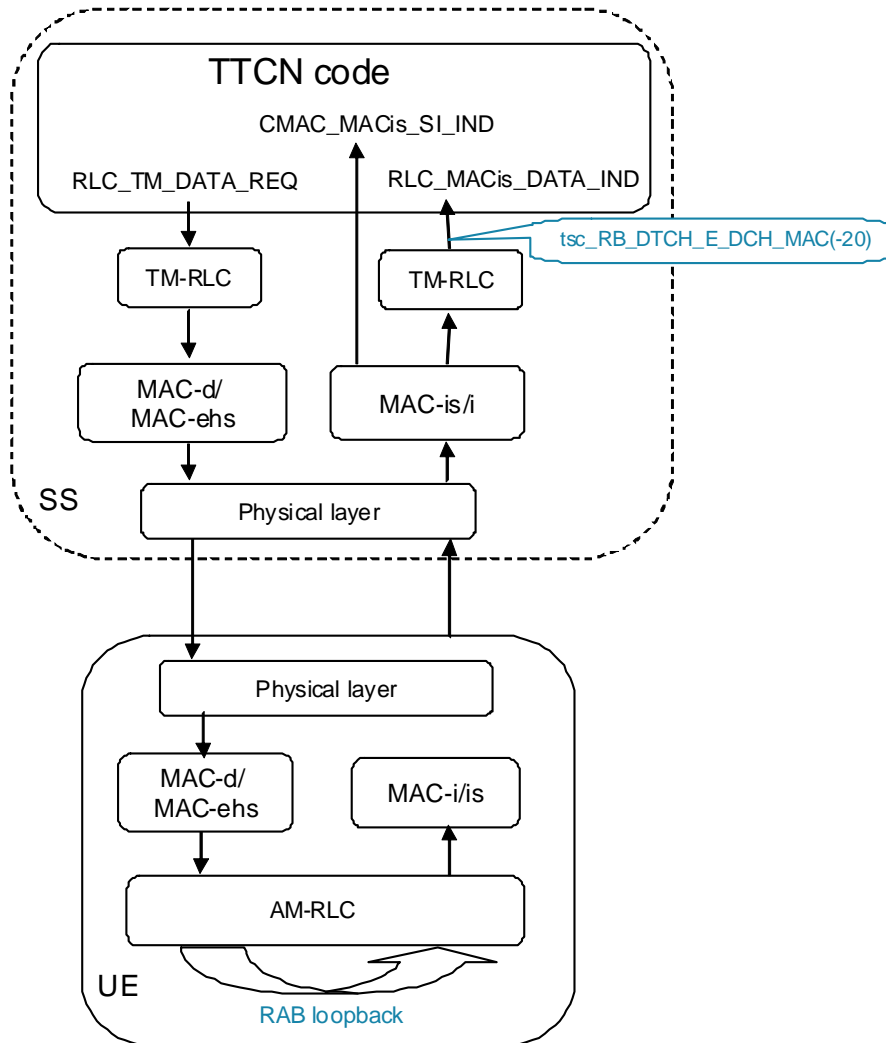 TTCN code
CMAC_MACis_SI_IND
RLC_TM_DATA_REQ
RLC_MACis_DATA_IND
tsc_RB_DTCH_E_DCH_MAC(-20)
TM-RLC
TM-RLC
MAC-d/
MAC-ehs
MAC-is/i
SS
Physical layer
Physical layer
MAC-d/
MAC-ehs
MAC-i/is
AM-RLC
UE
RAB loopback